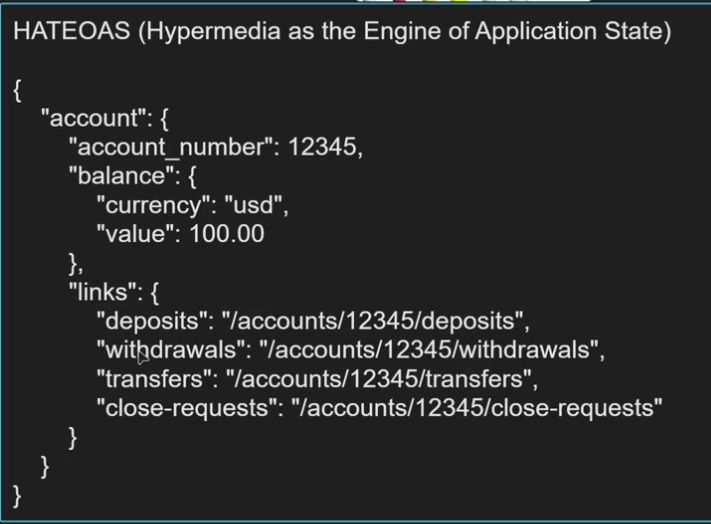 HATEOAS (Hypermedia as the Engine of Application State)
{
"account": {
"account_number": 12345,
"balance": {
"currency": "usd",
"value": 100.00
},
"links": {
"deposits": "/accounts/12345/deposits",
"withdrawals": "/accounts/12345/withdrawals",
"transfers": "/accounts/12345/transfers",
"close-requests": "/accounts/12345/close-requests"
}
}
}